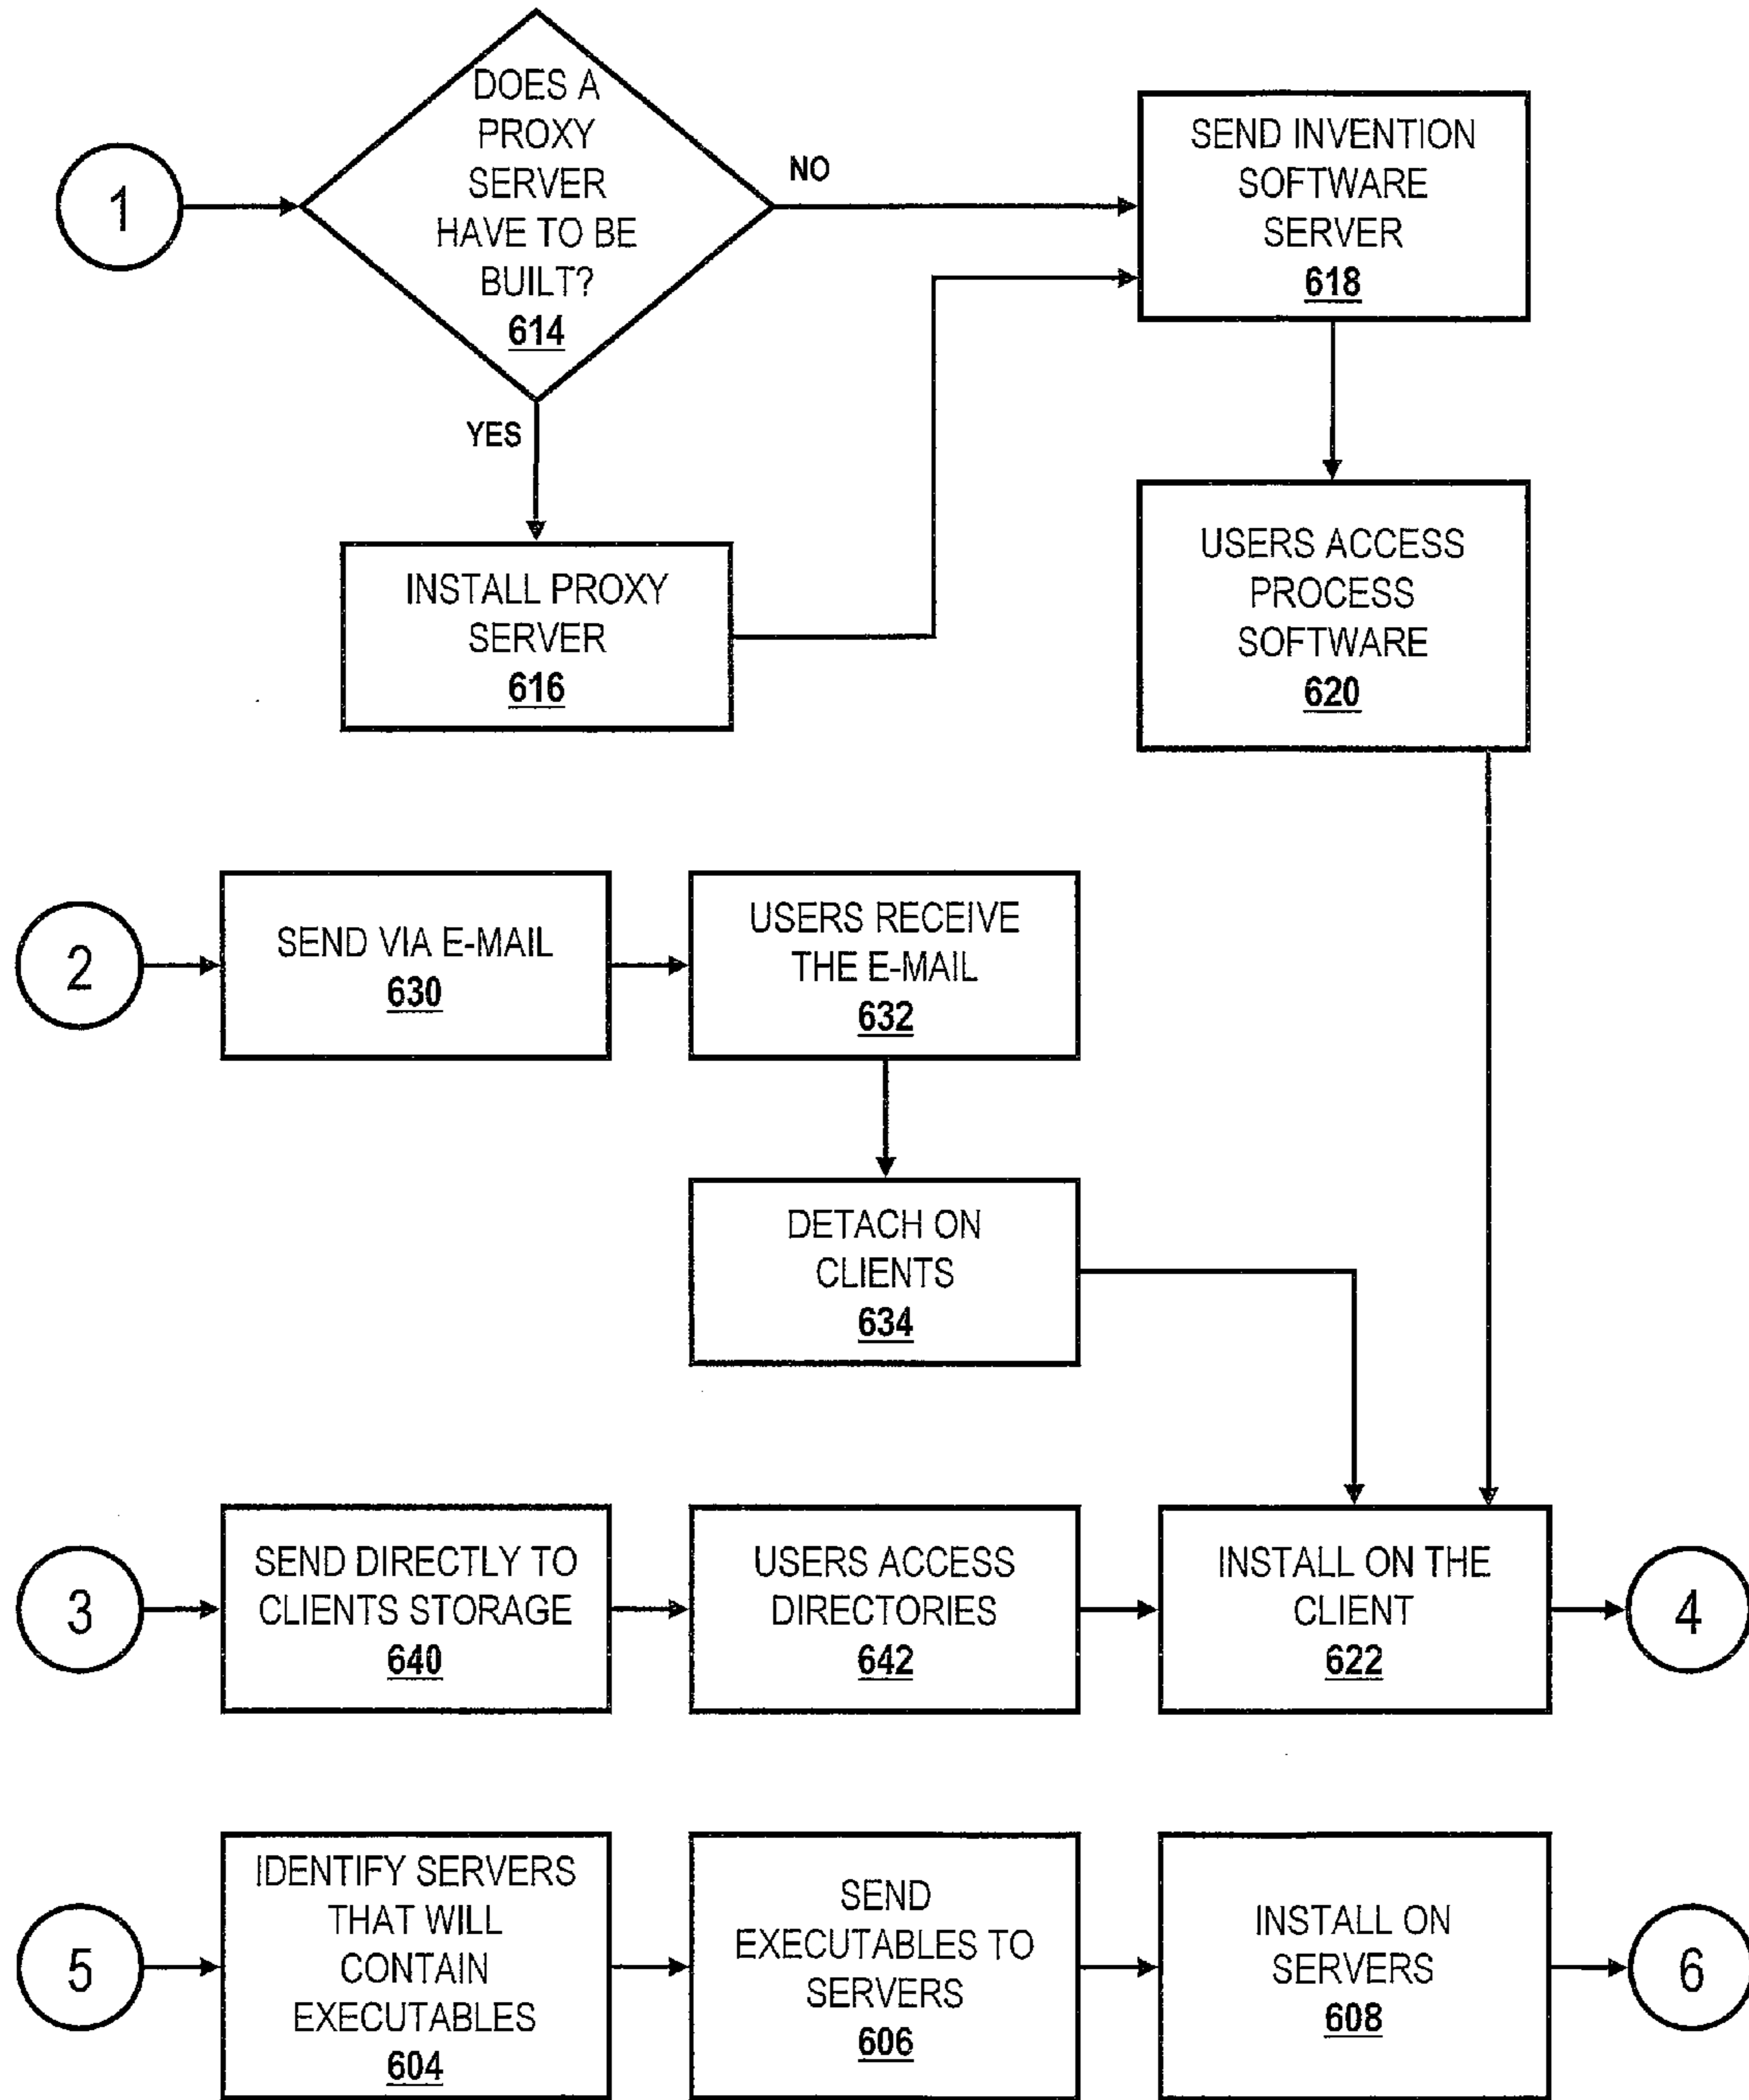 1
DOES A
PROXY
SERVER
HAVE TO BE
BUILT?
614
NO
YES
SEND INVENTION
SOFTWARE
SERVER
618
INSTALL PROXY
SERVER
616
USERS ACCESS
PROCESS
SOFTWARE
620
2
SEND VIA E-MAIL
630
USERS RECEIVE
THE E-MAIL
632
DETACH ON
CLIENTS
634
3
SEND DIRECTLY TO
CLIENTS STORAGE
640
USERS ACCESS
DIRECTORIES
642
INSTALL ON THE
CLIENT
622
4
5
IDENTIFY SERVERS
THAT WILL
CONTAIN
EXECUTABLES
604
SEND
EXECUTABLES TO
SERVERS
606
INSTALL ON
SERVERS
608
6